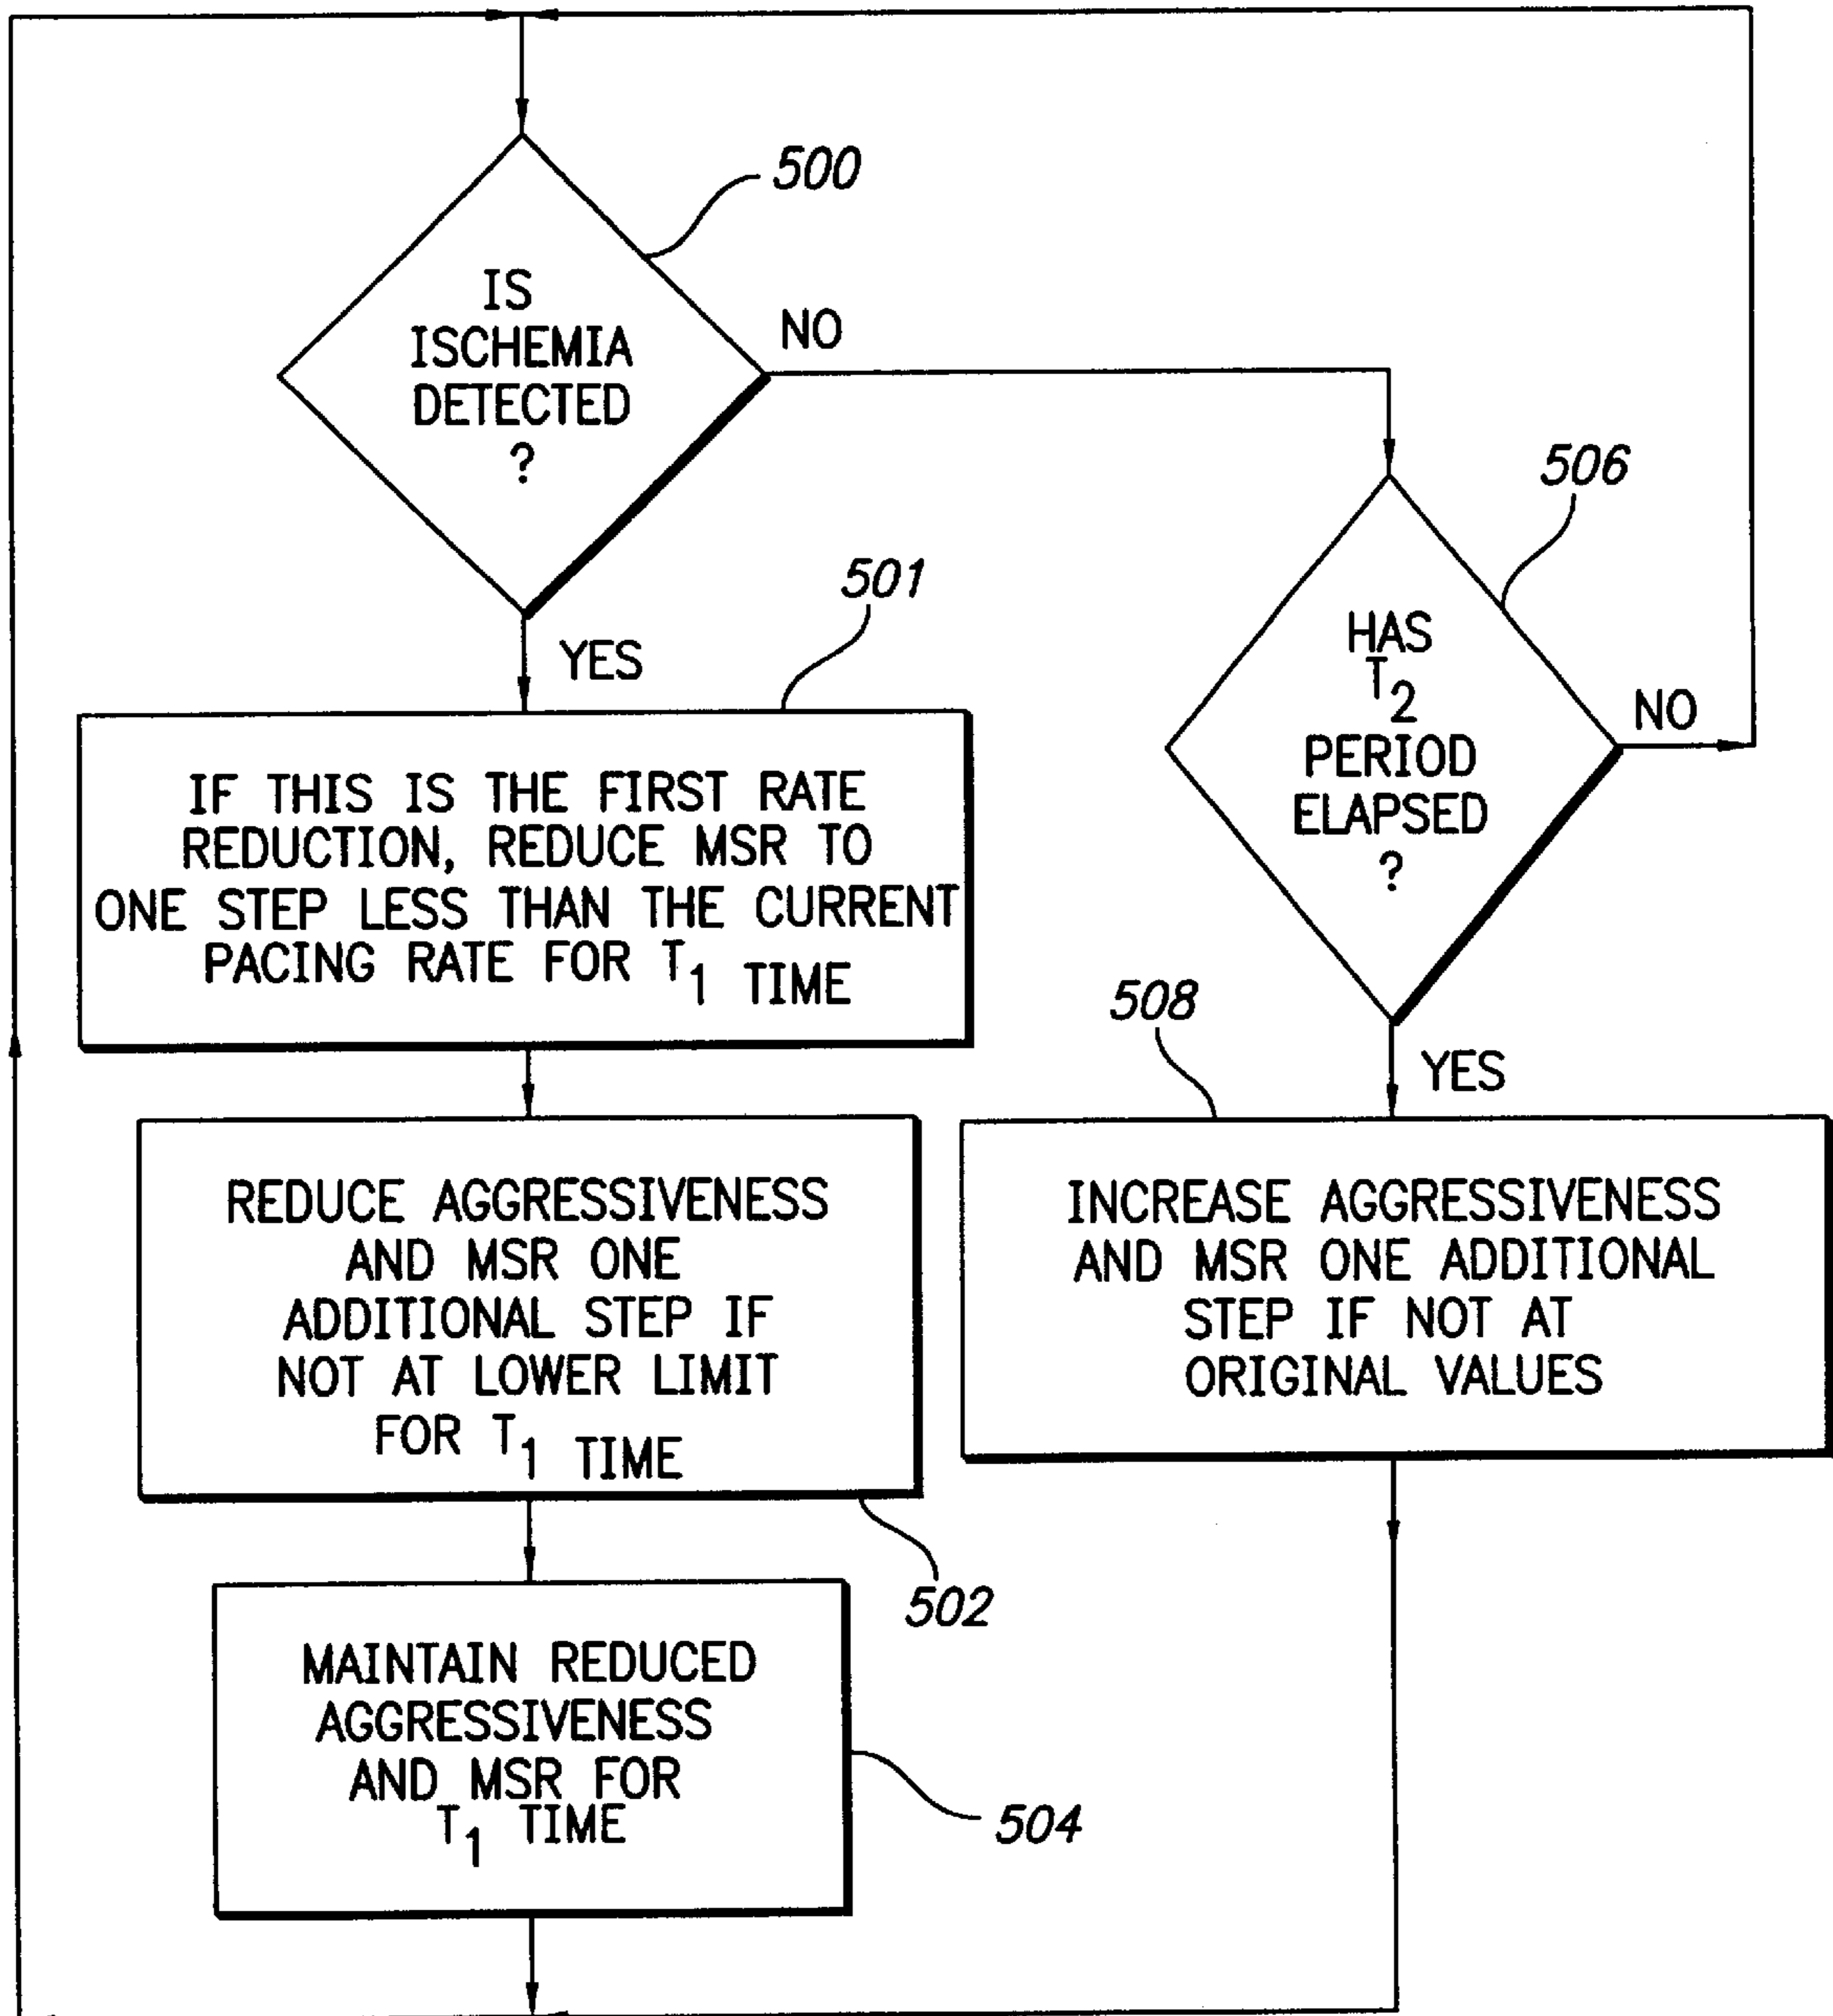 500
IS
ISCHEMIA
DETECTED
?
NO
YES
501
IF THIS IS THE FIRST RATE
REDUCTION, REDUCE MSR TO
ONE STEP LESS THAN THE CURRENT
PACING RATE FOR T1 TIME
REDUCE AGGRESSIVENESS
AND MSR ONE
ADDITIONAL STEP IF
NOT AT LOWER LIMIT
FOR T1 TIME
502
MAINTAIN REDUCED
AGGRESSIVENESS
AND MSR FOR
T1 TIME
504
506
HAS
T2
PERIOD
ELAPSED
?
NO
YES
508
INCREASE AGGRESSIVENESS
AND MSR ONE ADDITIONAL
STEP IF NOT AT
ORIGINAL VALUES